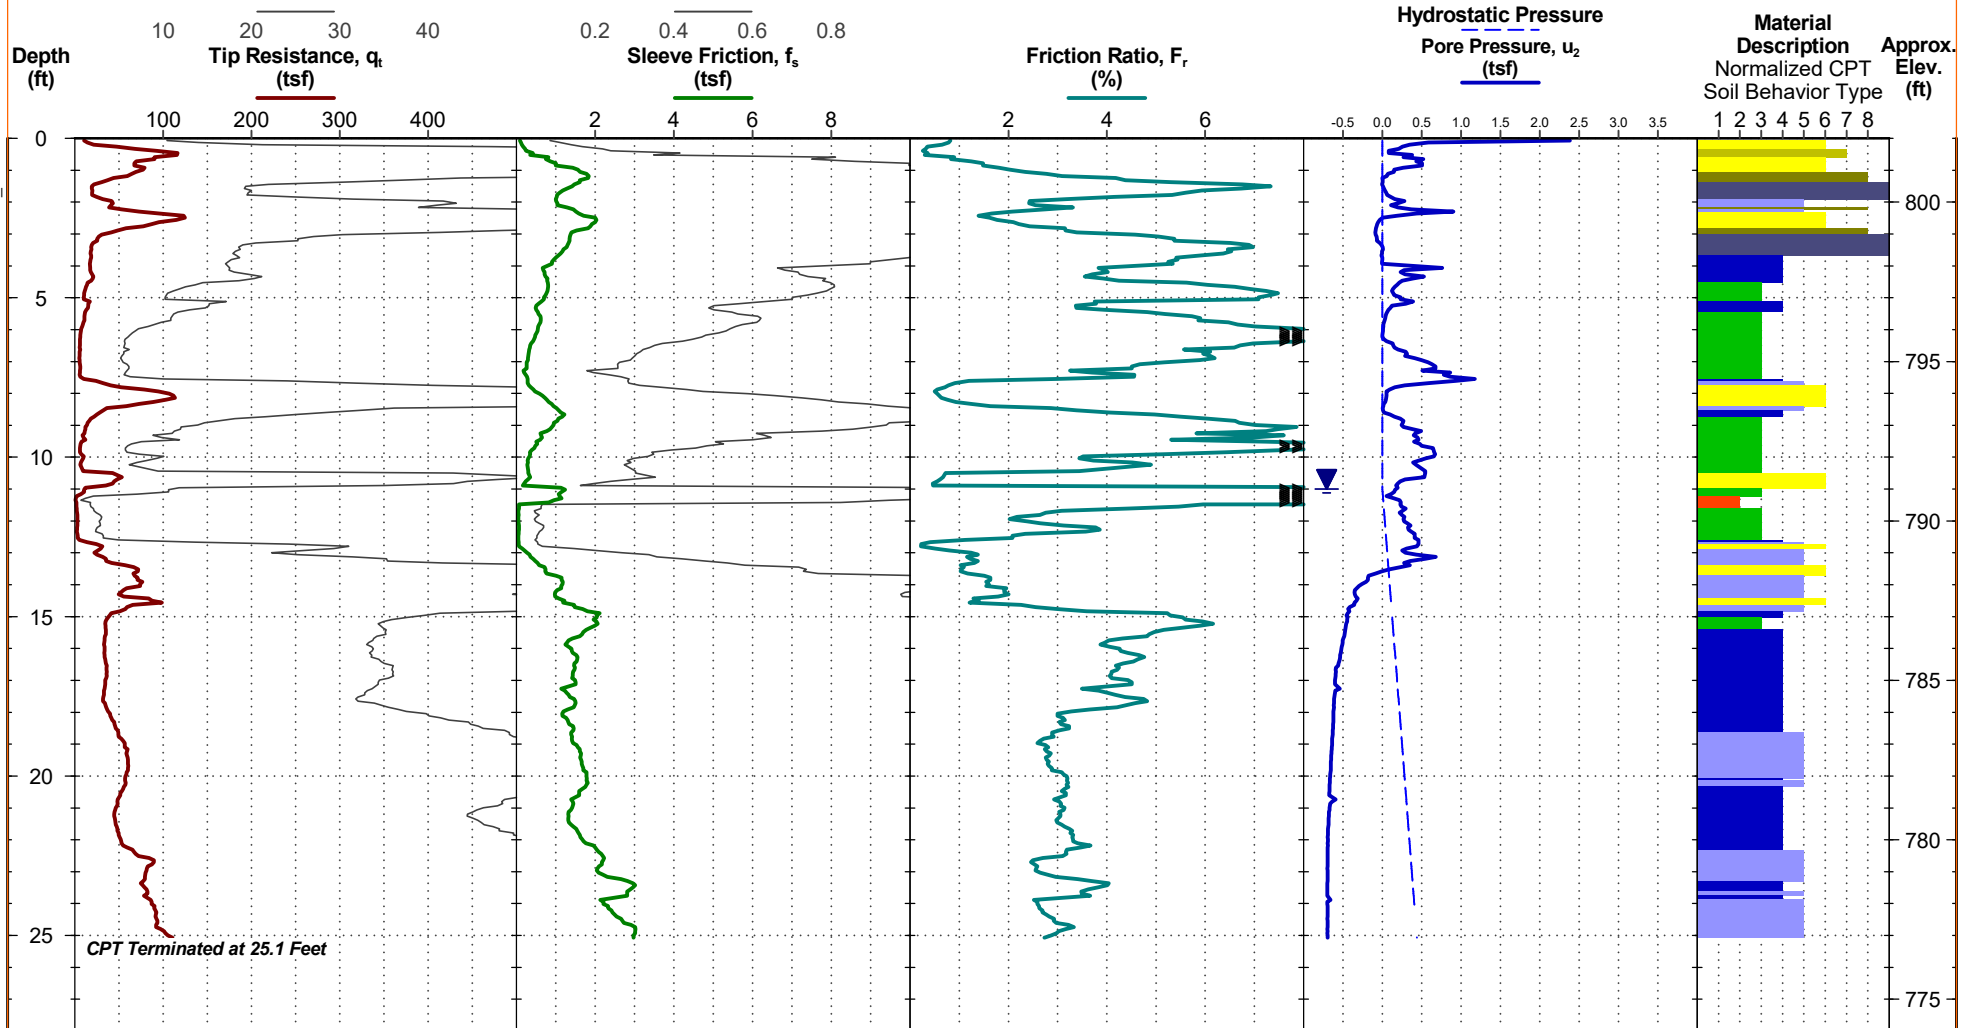 10 20 30 40
0.2 0.4 0.6 0.8
Hydrostatic Pressure
Depth
(ft)
Tip Resistance, qt
(tsf)
Sleeve Friction, fs
(tsf)
Friction Ratio, Fr
(%)
Pore Pressure, u2
(tsf)
Material
Description
Normalized CPT
Soil Behavior Type
Approx.
Elev.
(ft)
100 200 300 400
2 4 6 8
2 4 6
-0.5 0.0 0.5 1.0 1.5 2.0 2.5 3.0 3.5
1 2 3 4 5 6 7 8
0
800
5
795
10
790
15
785
20
780
25
CPT Terminated at 25.1 Feet
775